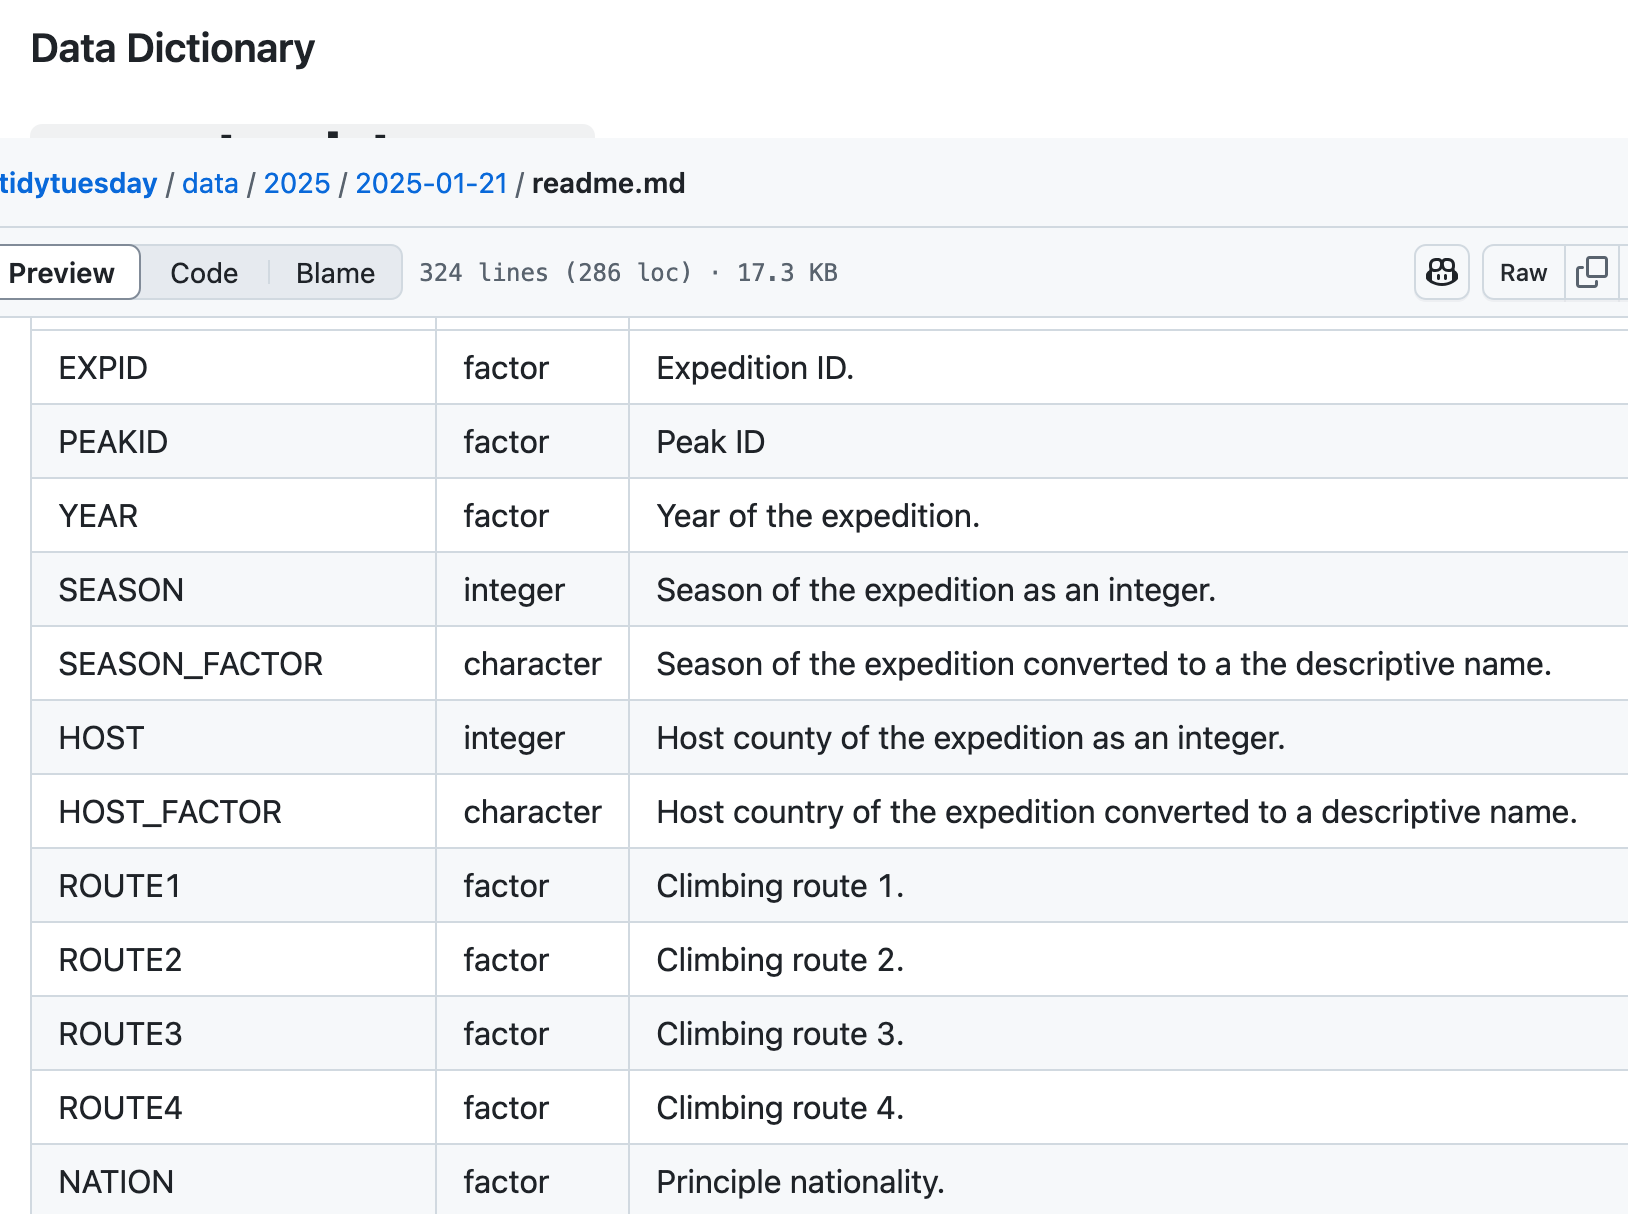 Data Dictionary
tidytuesday / data / 2025 / 2025-01-21 / readme.md
Preview Code Blame 324 lines (286 loc) · 17.3 KB Raw
EXPID factor Expedition ID.
PEAKID factor Peak ID
YEAR factor Year of the expedition.
SEASON integer Season of the expedition as an integer.
SEASON_FACTOR character Season of the expedition converted to a the descriptive name.
HOST integer Host county of the expedition as an integer.
HOST_FACTOR character Host country of the expedition converted to a descriptive name.
ROUTE1 factor Climbing route 1.
ROUTE2 factor Climbing route 2.
ROUTE3 factor Climbing route 3.
ROUTE4 factor Climbing route 4.
NATION factor Principle nationality.